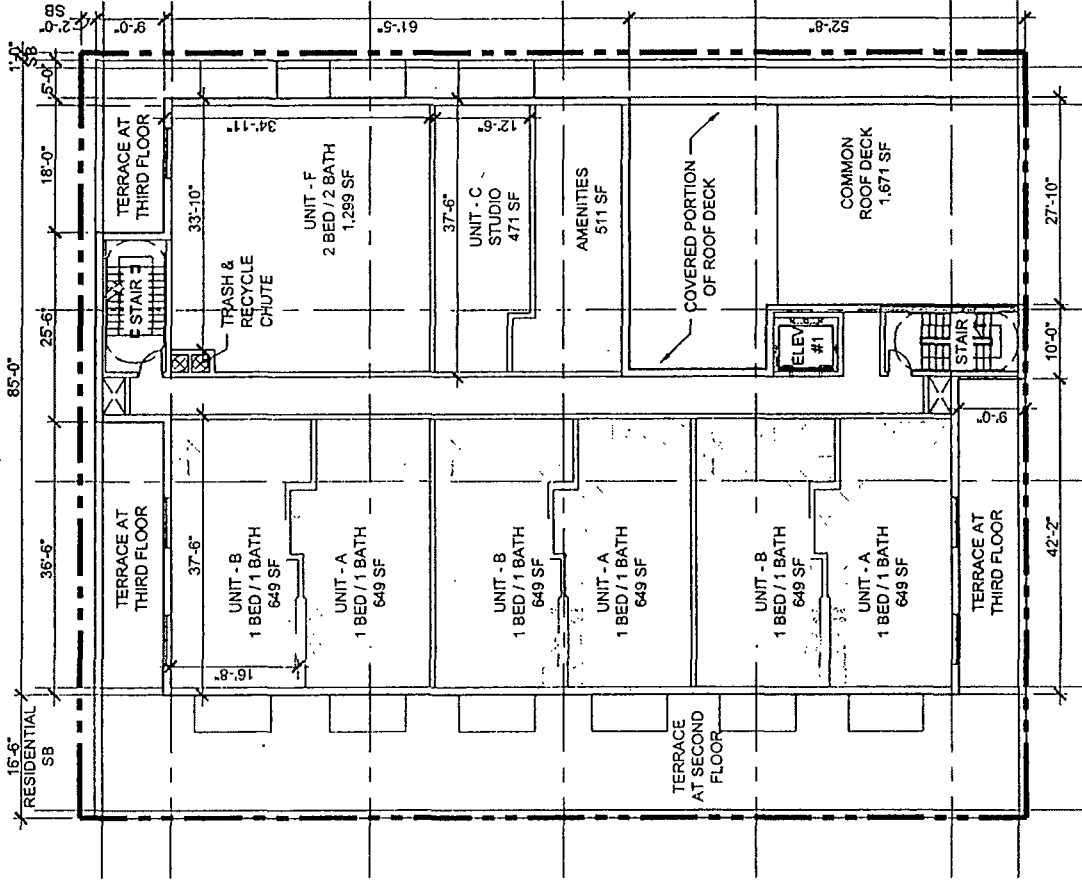 2'-0"
SB
9'-0"
61'-5"
52'-8"
1'-0"
SB
5'-0"
18'-0"
25'-6"
85'-0"
36'-6"
16'-6"
RESIDENTIAL
SB
TERRACE AT
THIRD FLOOR
STAIR
TRASH &
RECYCLE
CHUTE
33'-10"
34'-11"
UNIT - F
2 BED / 2 BATH
1,299 SF
37'-6"
UNIT - C
STUDIO
471 SF
12'-6"
AMENITIES
511 SF
COVERED PORTION
OF ROOF DECK
COMMON
ROOF DECK
1,671 SF
ELEV
#1
STAIR
27'-10"
10'-0"
9'-0"
42'-2"
TERRACE AT
THIRD FLOOR
37'-6"
16'-8"
UNIT - B
1 BED / 1 BATH
649 SF
UNIT - A
1 BED / 1 BATH
649 SF
UNIT - B
1 BED / 1 BATH
649 SF
UNIT - A
1 BED / 1 BATH
649 SF
UNIT - B
1 BED / 1 BATH
649 SF
UNIT - A
1 BED / 1 BATH
649 SF
TERRACE AT
THIRD FLOOR
TERRACE
AT SECOND
FLOOR